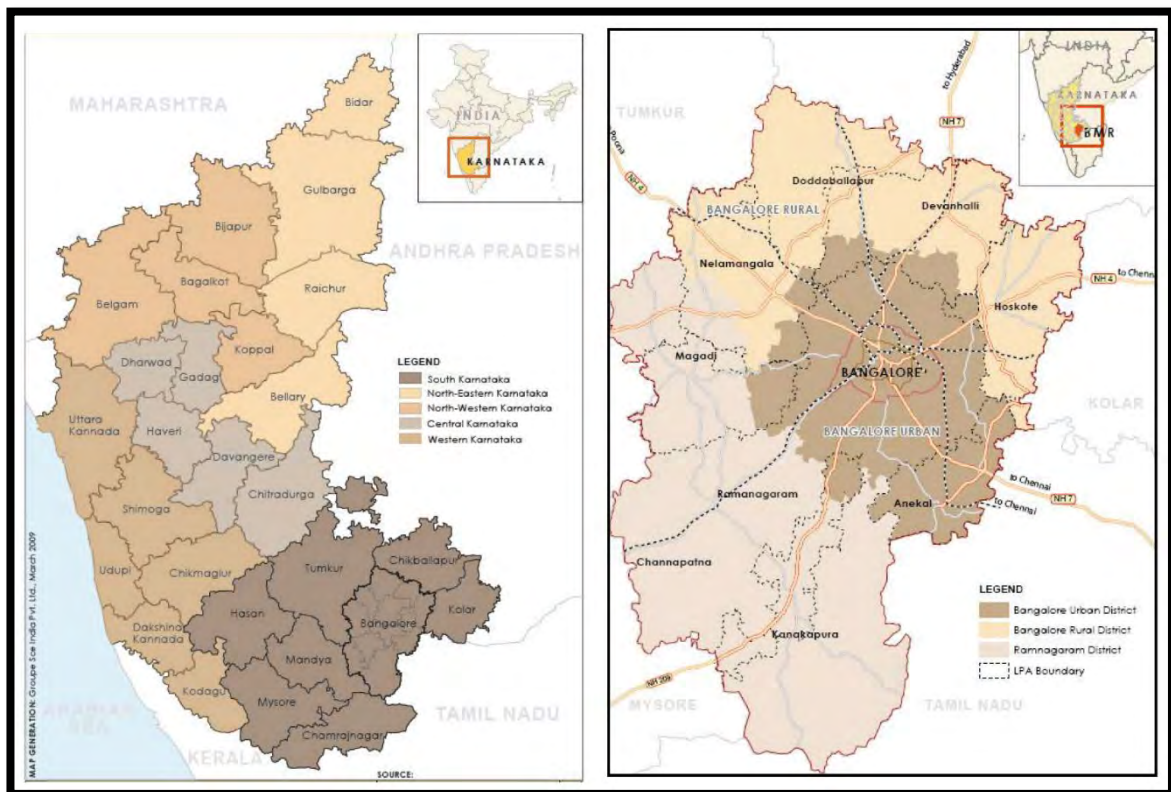 MAHARASHTRA
INDIA
KARNATAKA
Bidar
Gulbarga
Bijapur
ANDHRA PRADESH
Bagalkot
Raichur
Belgam
Koppal
Dharwad
Gadag
Bellary
Uttara
Kannada
Haveri
Davangere
Chitradurga
Shimoga
Udupi
Chikmaglur
Tumkur
Chikballapur
Hasan
Bangalore
Kolar
Dakshina
Kannada
Mandya
Kodagu
Mysore
Chamrajnagar
TAMIL NADU
KERALA
ARABIAN
SEA
LEGEND
South Karnataka
North-Eastern Karnataka
North-Western Karnataka
Central Karnataka
Western Karnataka
MAP GENERATION: Groupe Sce India Pvt. Ltd., March 2009
SOURCE:
INDIA
KARNATAKA
BMR
TUMKUR
to Hyderabad
NH 7
Poona
NH 4
Doddaballapur
Devanhalli
BANGALORE RURAL
Nelamangala
to Chennai
NH 4
Hoskote
Magadi
BANGALORE
KOLAR
BANGALORE URBAN
Ramanagaram
Anekal
to Chennai
NH 7
to Chennai
Channapatna
Kanakapura
NH 209
MYSORE
TAMIL NADU
LEGEND
Bangalore Urban District
Bangalore Rural District
Ramnagaram District
LPA Boundary